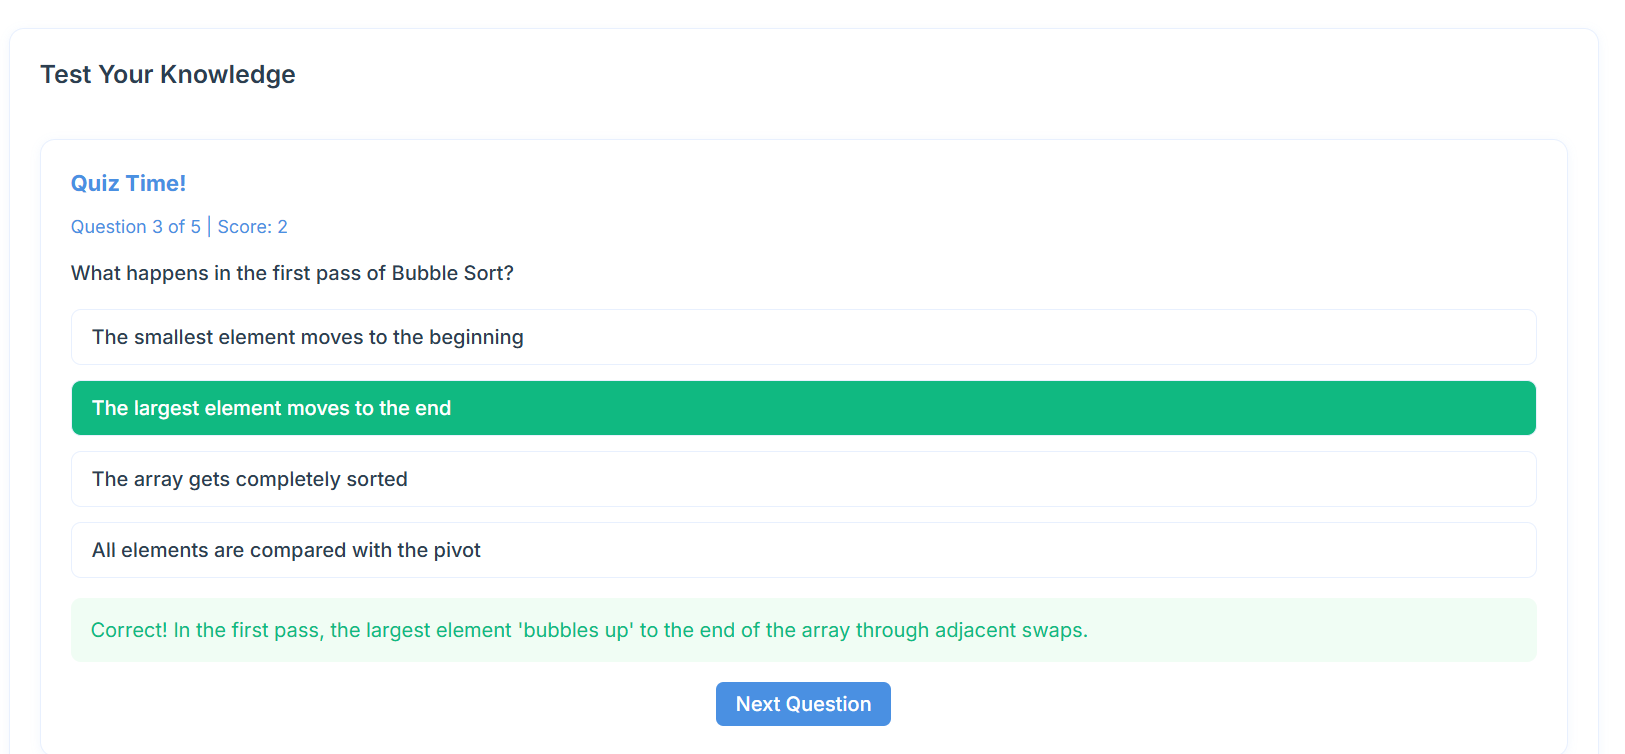 Test Your Knowledge
Quiz Time!
Question 3 of 5 | Score: 2
What happens in the first pass of Bubble Sort?
The smallest element moves to the beginning
The largest element moves to the end
The array gets completely sorted
All elements are compared with the pivot
Correct! In the first pass, the largest element 'bubbles up' to the end of the array through adjacent swaps.
Next Question